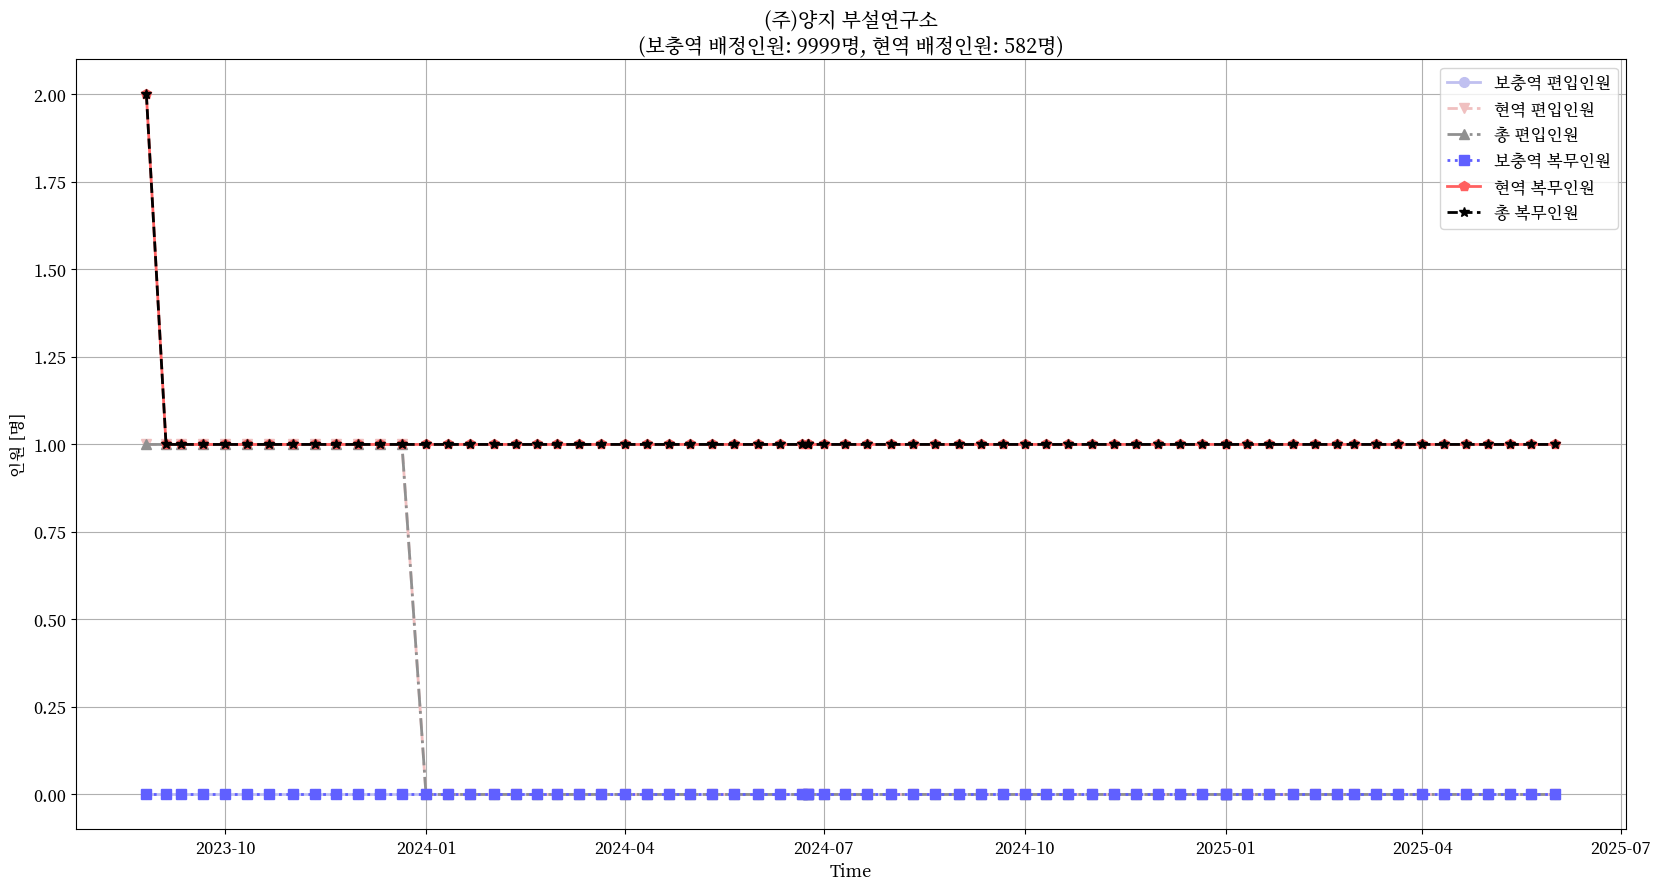 (주)양지 부설연구소
(보충역 배정인원: 9999명, 현역 배정인원: 582명)
보충역 편입인원
현역 편입인원
총 편입인원
보충역 복무인원
현역 복무인원
총 복무인원
인원 [명]
2.00
1.75
1.50
1.25
1.00
0.75
0.50
0.25
0.00
2023-10
2024-01
2024-04
2024-07
2024-10
2025-01
2025-04
2025-07
Time